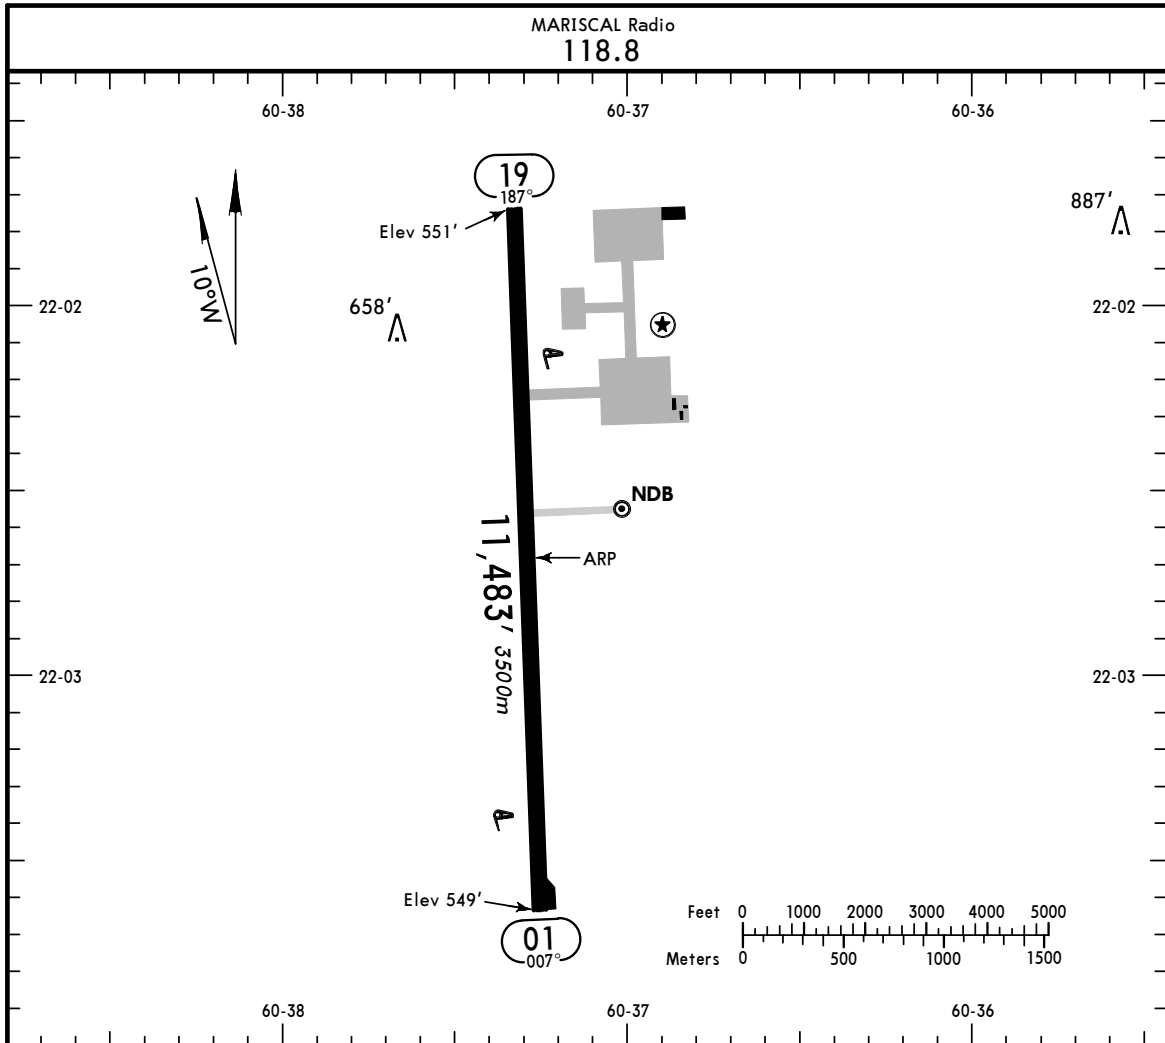 MARISCAL Radio
118.8
60-38 60-37 60-36
19
187°
Elev 551'
887'
10°W
22-02 22-02
658'
NDB
ARP
11,483' 3500m
22-03 22-03
Elev 549'
01
007°
Feet 0 1000 2000 3000 4000 5000
Meters 0 500 1000 1500
60-38 60-37 60-36